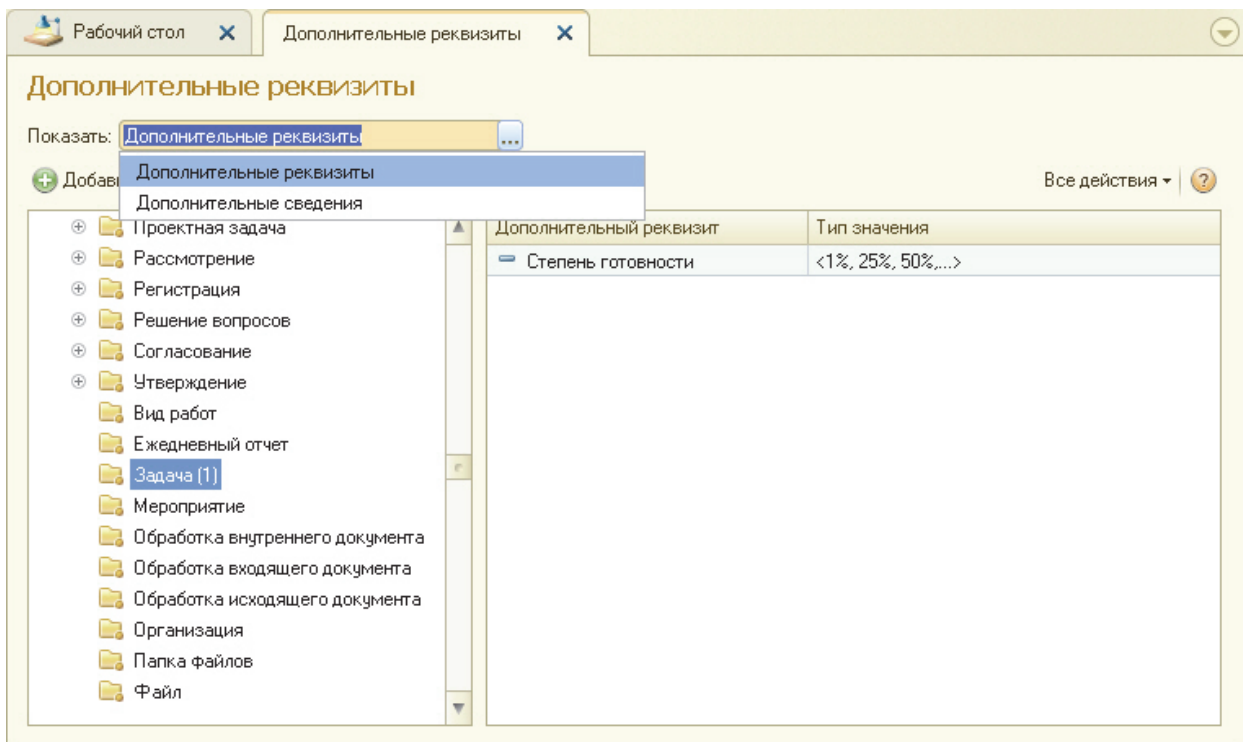 Рабочий стол
Дополнительные реквизиты
Дополнительные реквизиты
Показать: Дополнительные реквизиты ...
Дополнительные реквизиты
Дополнительные сведения
Все действия ?
Проектная задача
Рассмотрение
Регистрация
Решение вопросов
Согласование
Утверждение
Вид работ
Ежедневный отчет
Задача (1)
Мероприятие
Обработка внутреннего документа
Обработка входящего документа
Обработка исходящего документа
Организация
Папка файлов
Файл
Дополнительный реквизит Тип значения
Степень готовности <1%, 25%, 50%,...>